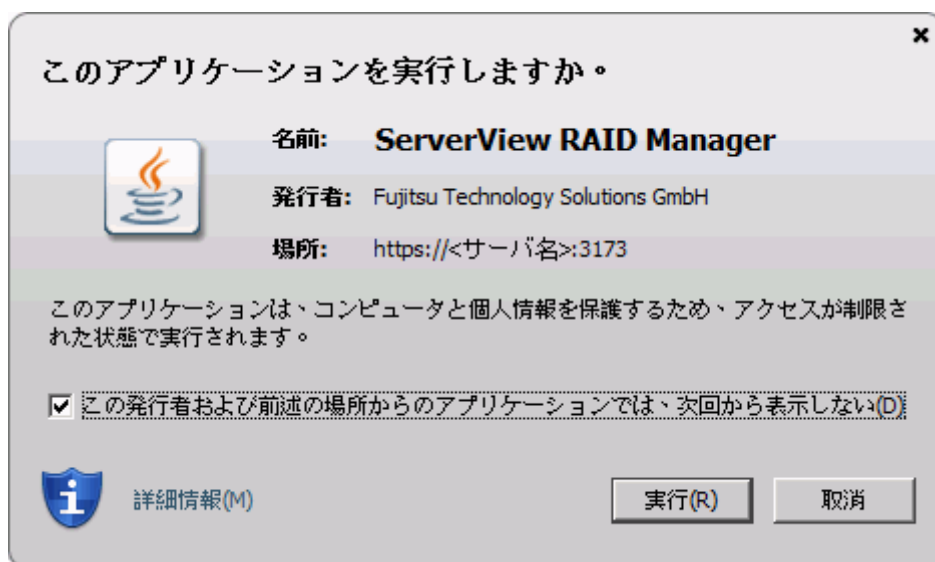 このアプリケーションを実行しますか。
名前: ServerView RAID Manager
発行者: Fujitsu Technology Solutions GmbH
場所: https://<サーバ名>:3173
このアプリケーションは、コンピュータと個人情報を保護するため、アクセスが制限さ
れた状態で実行されます。
この発行者および前述の場所からのアプリケーションでは、次回から表示しない(D)
詳細情報(M)
実行(R)
取消